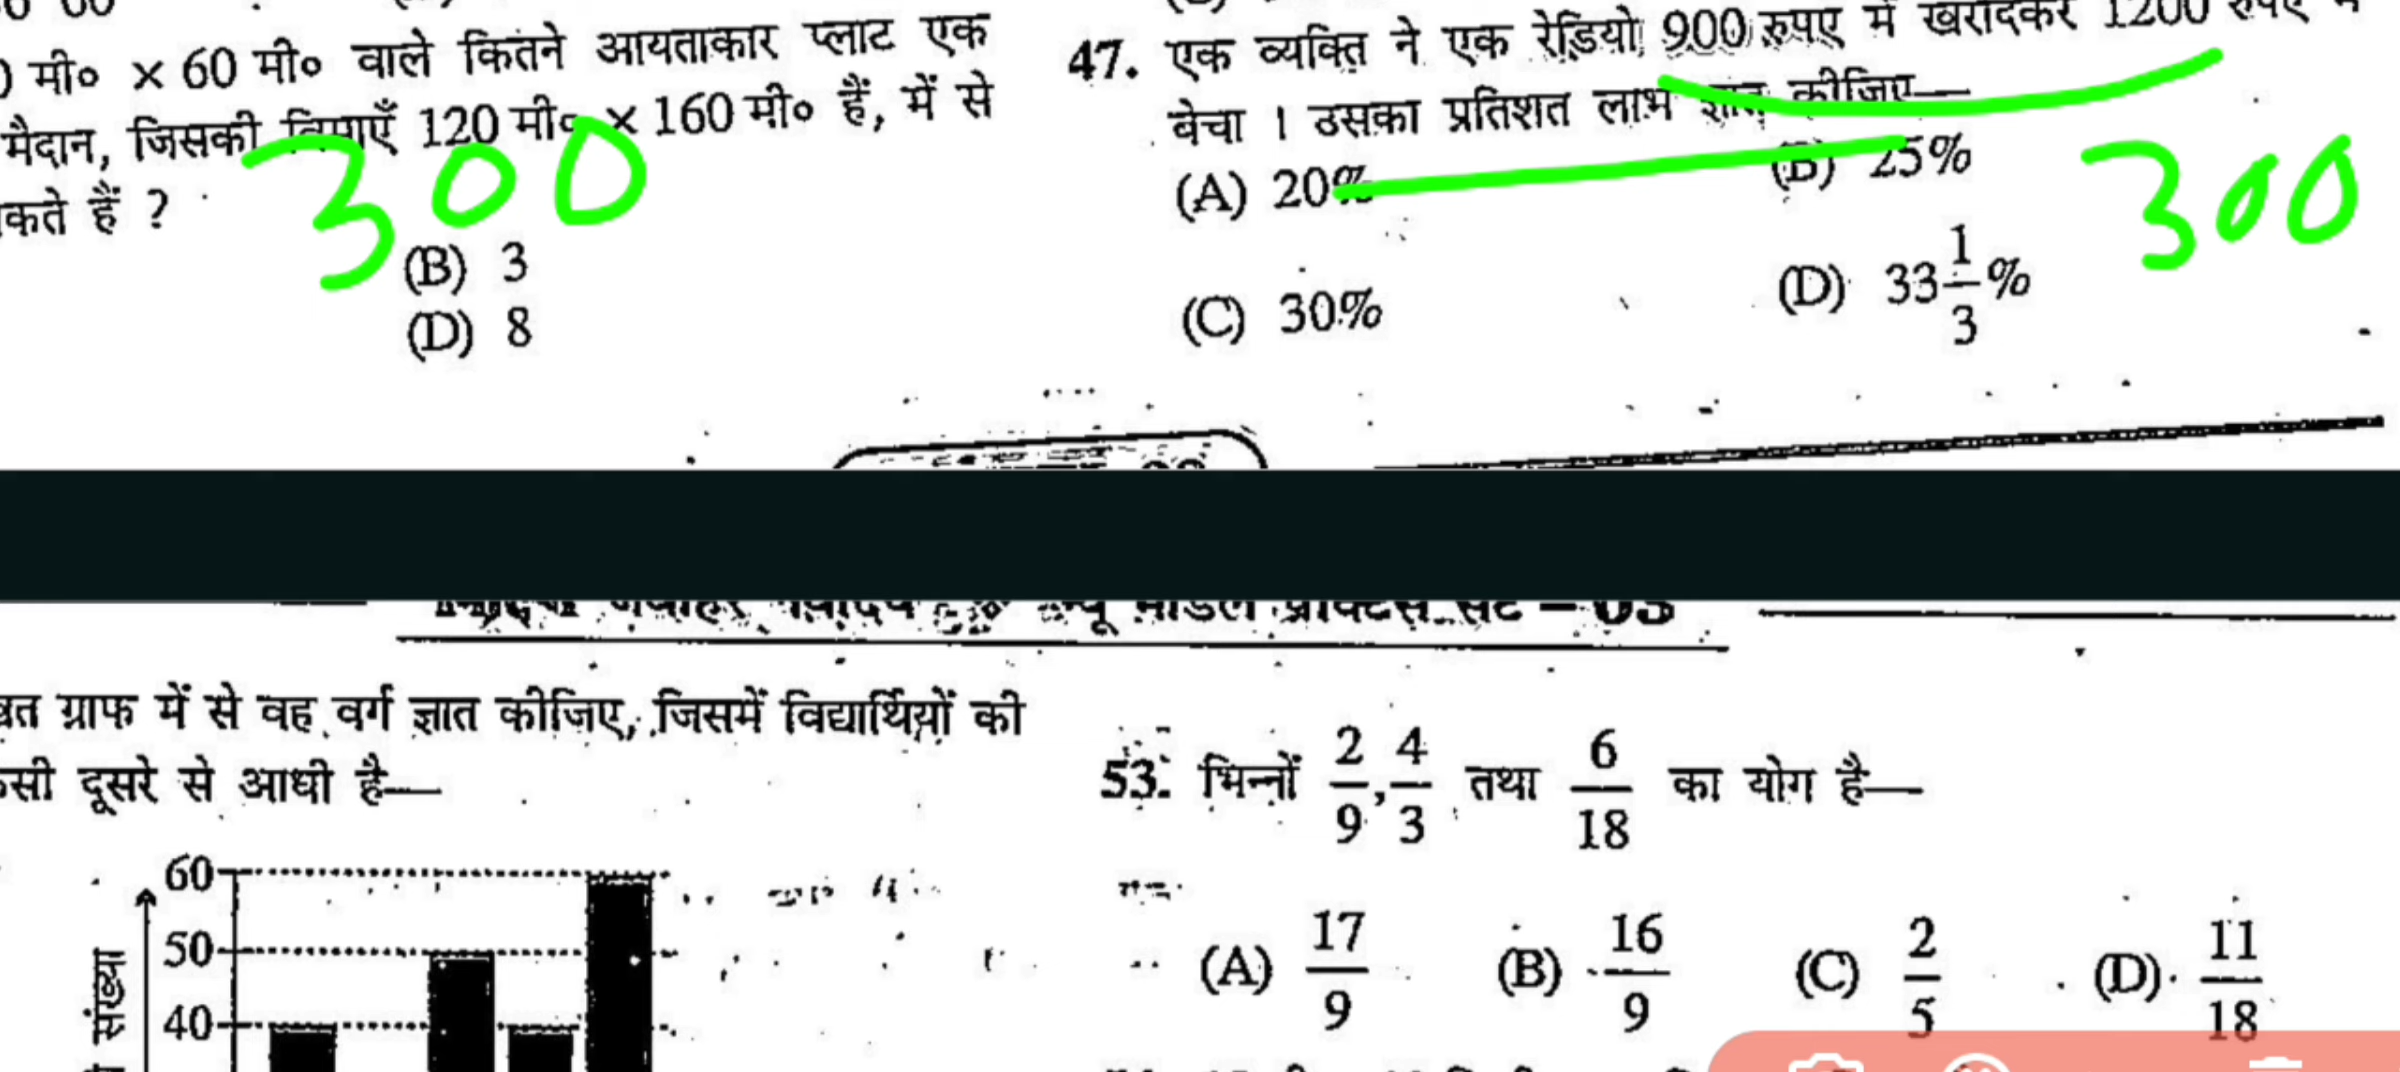 मी० × 60 मी० वाले कितने आयताकार प्लाट एक
मैदान, जिसकी विमाएँ 120 मी० × 160 मी० हैं, में से
300
कते हैं ?
(B) 3
(D) 8
47. एक व्यक्ति ने एक रेडियो 900 रुपए में खरीदकर 1200 रुपए में
बेचा । उसका प्रतिशत लाभ ज्ञात कीजिए—
(A) 20% (B) 25%
300
(C) 30% (D) 33 1/3 %
न्यू मॉडल प्रैक्टिस सेट – 03
ग्राफ में से वह वर्ग ज्ञात कीजिए, जिसमें विद्यार्थियों की
दूसरे से आधी है—
60
50
40
संख्या
53. भिन्नों 2/9, 4/3 तथा 6/18 का योग है—
(A) 17/9 (B) 16/9 (C) 2/5 (D) 11/18